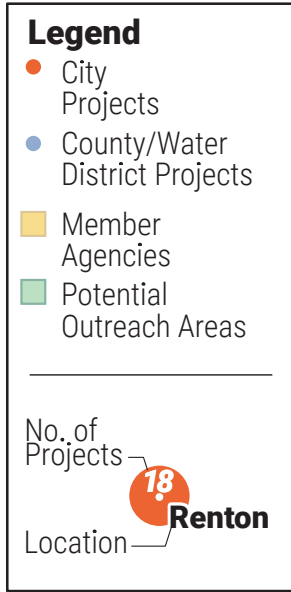 Legend
City
Projects
County/Water
District Projects
Member
Agencies
Potential
Outreach Areas
No. of
Projects
18
Renton
Location